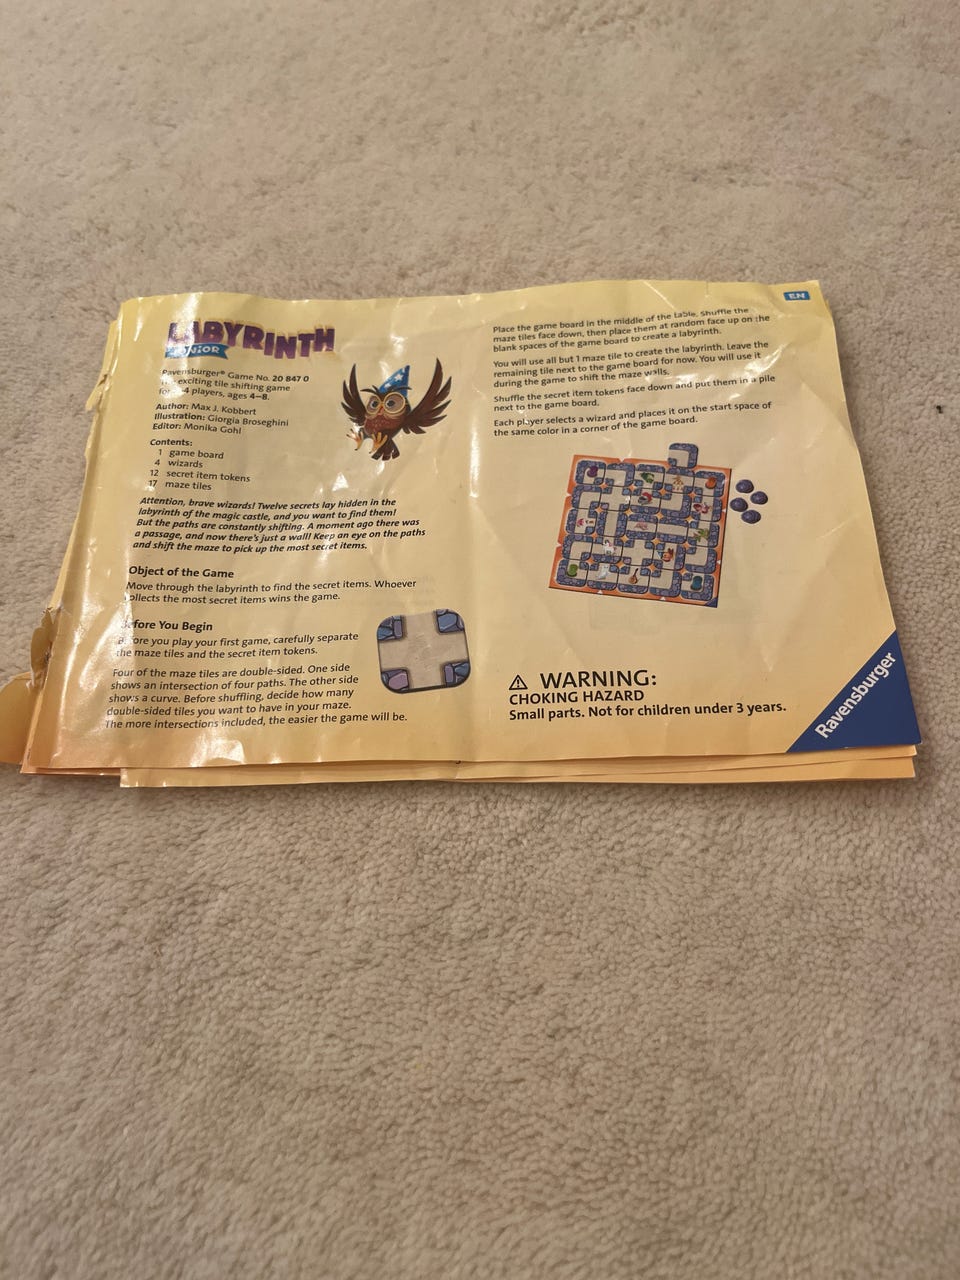 LABYRINTH
JUNIOR
Ravensburger® Game No. 20 847 0
The exciting tile shifting game
for 4 players, ages 4–8.
Author: Max J. Kobbert
Illustration: Giorgia Broseghini
Editor: Monika Gohl
Contents:
1 game board
4 wizards
12 secret item tokens
17 maze tiles
Attention, brave wizards! Twelve secrets lay hidden in the
labyrinth of the magic castle, and you want to find them!
But the paths are constantly shifting. A moment ago there was
a passage, and now there's just a wall! Keep an eye on the paths
and shift the maze to pick up the most secret items.
Object of the Game
Move through the labyrinth to find the secret items. Whoever
collects the most secret items wins the game.
Before You Begin
Before you play your first game, carefully separate
the maze tiles and the secret item tokens.
Four of the maze tiles are double-sided. One side
shows an intersection of four paths. The other side
shows a curve. Before shuffling, decide how many
double-sided tiles you want to have in your maze.
The more intersections included, the easier the game will be.
EN
Place the game board in the middle of the table. Shuffle the
maze tiles face down, then place them at random face up on the
blank spaces of the game board to create a labyrinth.
You will use all but 1 maze tile to create the labyrinth. Leave the
remaining tile next to the game board for now. You will use it
during the game to shift the maze walls.
Shuffle the secret item tokens face down and put them in a pile
next to the game board.
Each player selects a wizard and places it on the start space of
the same color in a corner of the game board.
WARNING:
CHOKING HAZARD
Small parts. Not for children under 3 years.
Ravensburger